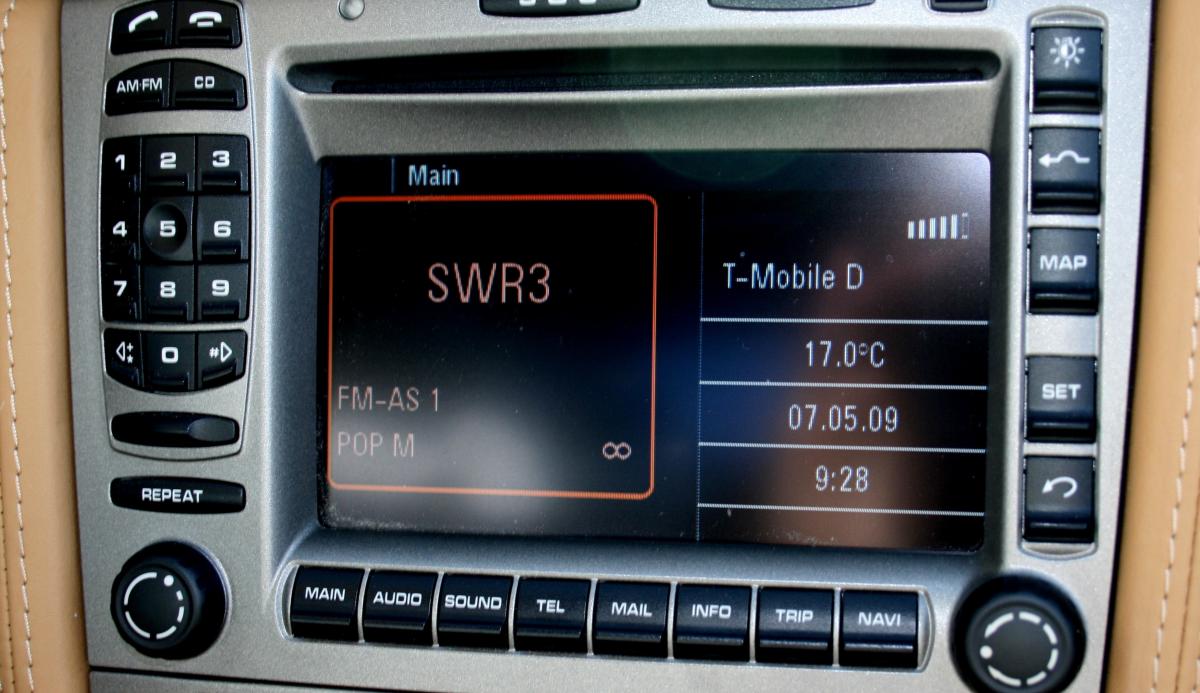 AM·FM CD
1 2 3
4 5 6
7 8 9
* 0 #
REPEAT
Main
SWR3
FM-AS 1
POP M
T-Mobile D
17.0°C
07.05.09
9:28
MAP
SET
MAIN AUDIO SOUND TEL MAIL INFO TRIP NAVI